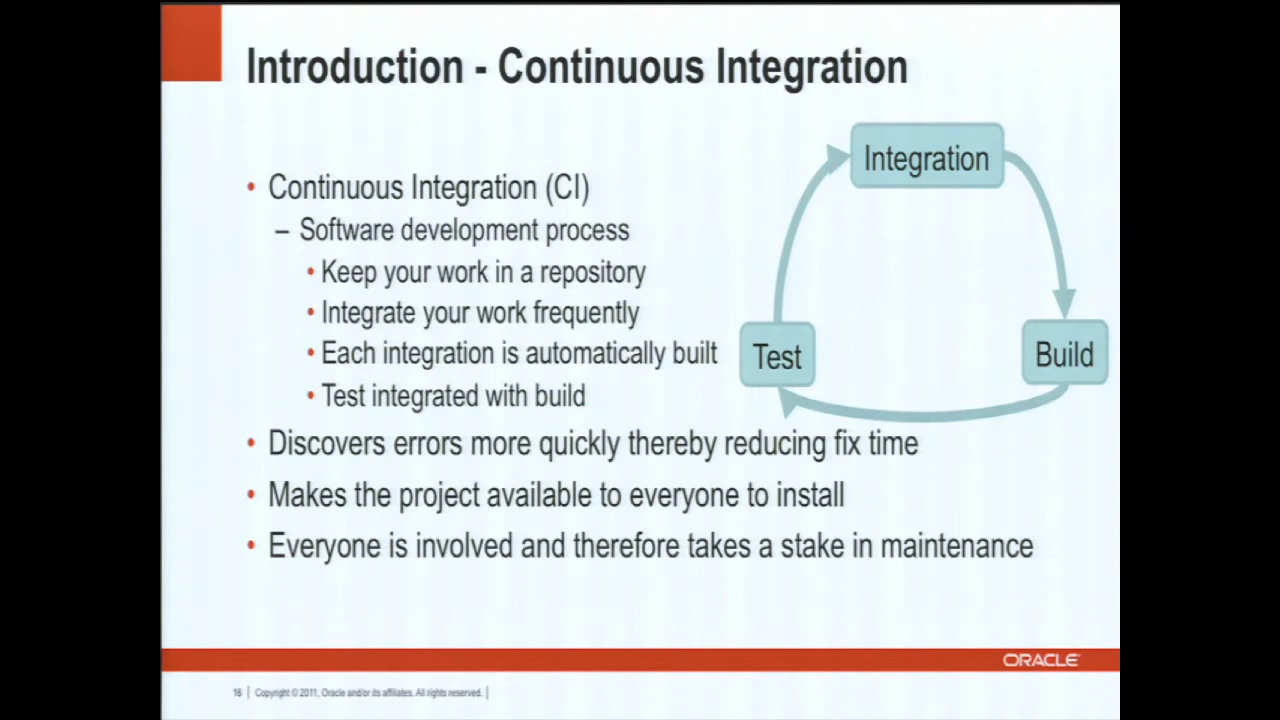 Introduction - Continuous Integration
Integration
• Continuous Integration (CI)
– Software development process
• Keep your work in a repository
• Integrate your work frequently
• Each integration is automatically built
Test
Build
• Test integrated with build
• Discovers errors more quickly thereby reducing fix time
• Makes the project available to everyone to install
• Everyone is involved and therefore takes a stake in maintenance
ORACLE
16 | Copyright © 2011, Oracle and/or its affiliates. All rights reserved. |